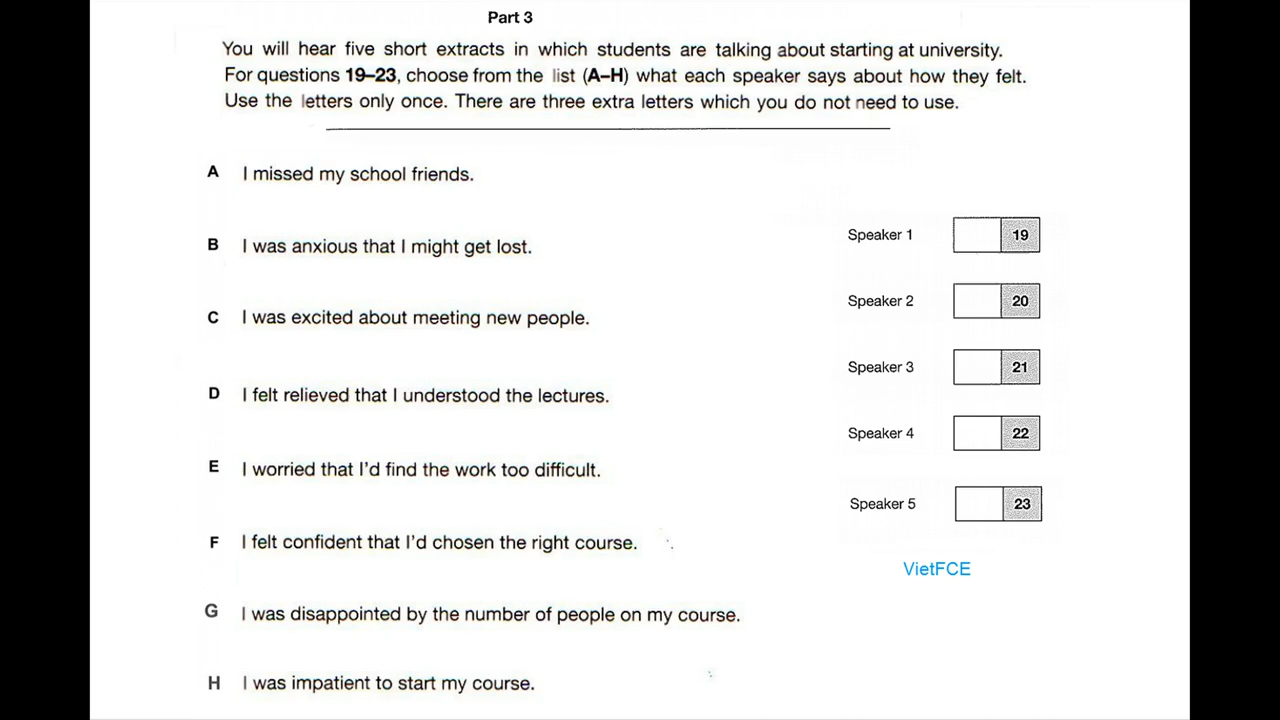 Part 3
You will hear five short extracts in which students are talking about starting at university.
For questions 19–23, choose from the list (A–H) what each speaker says about how they felt.
Use the letters only once. There are three extra letters which you do not need to use.
A I missed my school friends.
B I was anxious that I might get lost.
C I was excited about meeting new people.
D I felt relieved that I understood the lectures.
E I worried that I'd find the work too difficult.
F I felt confident that I'd chosen the right course.
G I was disappointed by the number of people on my course.
H I was impatient to start my course.
Speaker 1 19
Speaker 2 20
Speaker 3 21
Speaker 4 22
Speaker 5 23
VietFCE